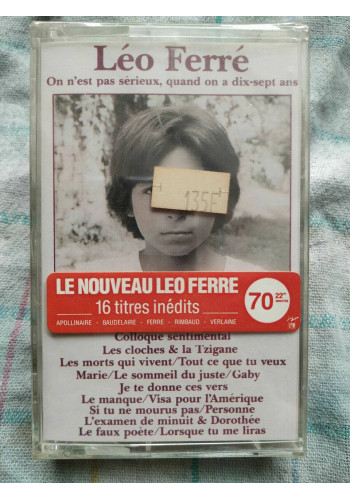 Léo Ferré
On n'est pas sérieux, quand on a dix-sept ans
135F
LE NOUVEAU LEO FERRE
16 titres inédits
APOLLINAIRE - BAUDELAIRE - FERRE - RIMBAUD - VERLAINE
70 22"
Colloque sentimental
Les cloches & la Tzigane
Les morts qui vivent/Tout ce que tu veux
Marie/Le sommeil du juste/Gaby
Je te donne ces vers
Le manque/Visa pour l'Amérique
Si tu ne mourus pas/Personne
L'examen de minuit & Dorothée
Le faux poète/Lorsque tu me liras